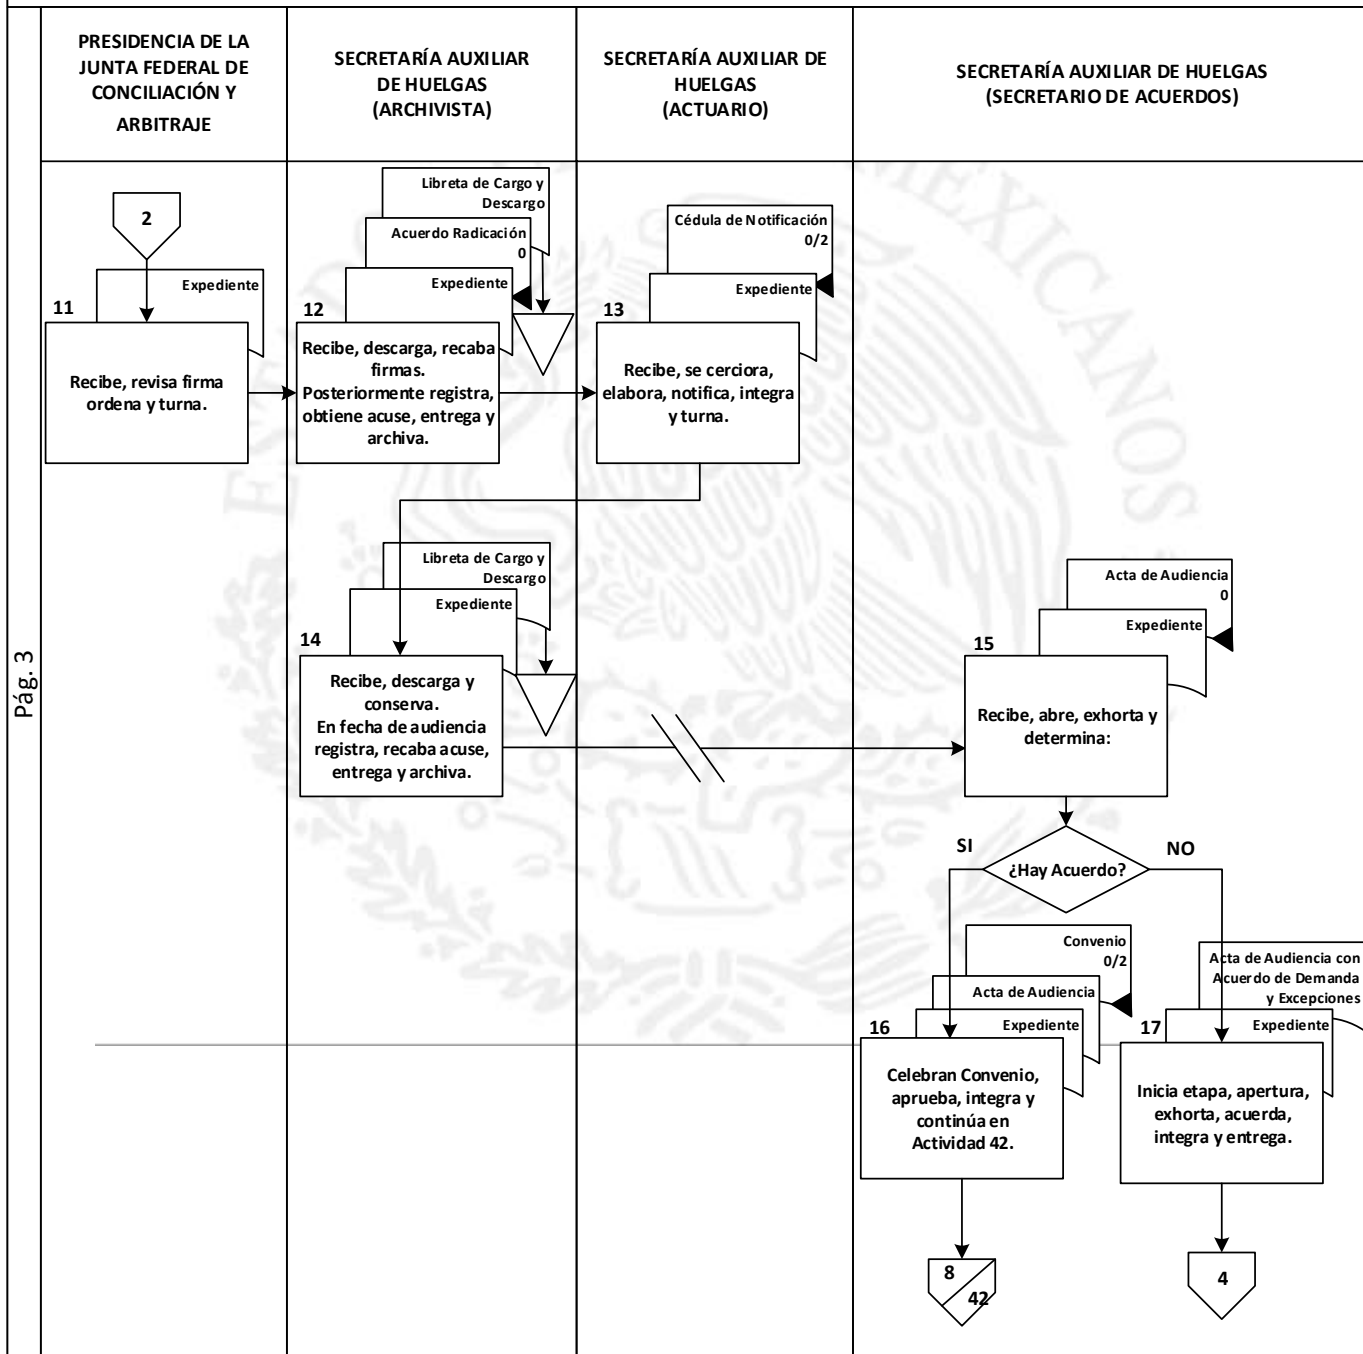 PRESIDENCIA DE LA
JUNTA FEDERAL DE
CONCILIACIÓN Y
ARBITRAJE
SECRETARÍA AUXILIAR
DE HUELGAS
(ARCHIVISTA)
SECRETARÍA AUXILIAR DE
HUELGAS
(ACTUARIO)
SECRETARÍA AUXILIAR DE HUELGAS
(SECRETARIO DE ACUERDOS)
Pág. 3
2
Expediente
11
Recibe, revisa firma
ordena y turna.
Libreta de Cargo y
Descargo
Acuerdo Radicación
0
Expediente
12
Recibe, descarga, recaba
firmas.
Posteriormente registra,
obtiene acuse, entrega y
archiva.
Cédula de Notificación
0/2
Expediente
13
Recibe, se cerciora,
elabora, notifica, integra
y turna.
Libreta de Cargo y
Descargo
Expediente
14
Recibe, descarga y
conserva.
En fecha de audiencia
registra, recaba acuse,
entrega y archiva.
Acta de Audiencia
0
Expediente
15
Recibe, abre, exhorta y
determina:
SI
¿Hay Acuerdo?
NO
Convenio
0/2
Acta de Audiencia
Expediente
16
Celebran Convenio,
aprueba, integra y
continúa en
Actividad 42.
8
42
Acta de Audiencia con
Acuerdo de Demanda
y Excepciones
Expediente
17
Inicia etapa, apertura,
exhorta, acuerda,
integra y entrega.
4
MEXICANOS